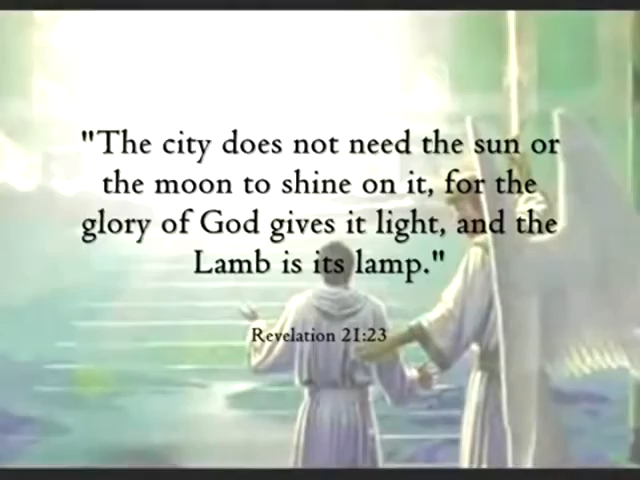 "The city does not need the sun or
the moon to shine on it, for the
glory of God gives it light, and the
Lamb is its lamp."
Revelation 21:23